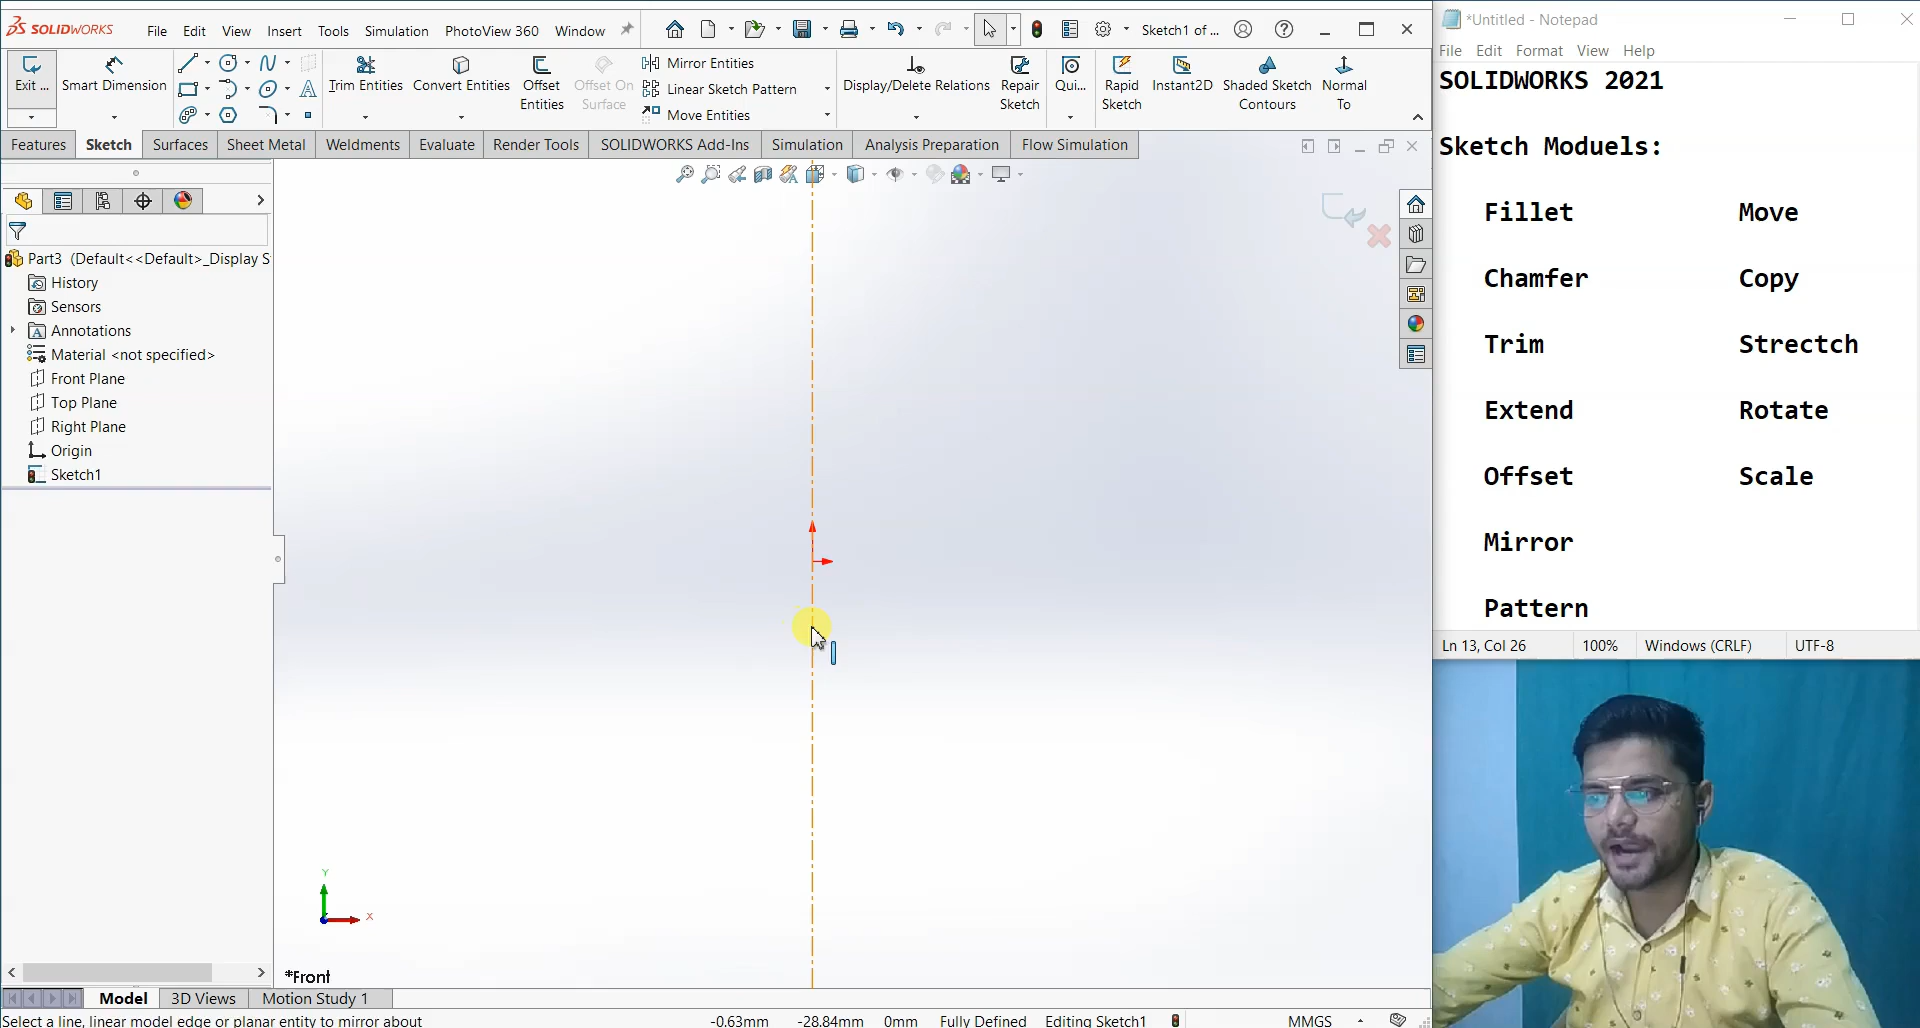 SOLIDWORKS
File Edit View Insert Tools Simulation PhotoView 360 Window
Sketch1 of ...
*Untitled - Notepad
File Edit Format View Help
Exit ...
Smart Dimension
Trim Entities
Convert Entities
Offset Entities
Offset On Surface
Mirror Entities
Linear Sketch Pattern
Move Entities
Display/Delete Relations
Repair Sketch
Qui...
Rapid Sketch
Instant2D
Shaded Sketch Contours
Normal To
Features Sketch Surfaces Sheet Metal Weldments Evaluate Render Tools SOLIDWORKS Add-Ins Simulation Analysis Preparation Flow Simulation
Part3 (Default<<Default>_Display S
History
Sensors
Annotations
Material <not specified>
Front Plane
Top Plane
Right Plane
Origin
Sketch1
Y
X
*Front
Model 3D Views Motion Study 1
Select a line, linear model edge or planar entity to mirror about
-0.63mm -28.84mm 0mm Fully Defined Editing Sketch1 MMGS
SOLIDWORKS 2021
Sketch Moduels:
Fillet Move
Chamfer Copy
Trim Strectch
Extend Rotate
Offset Scale
Mirror
Pattern
Ln 13, Col 26 100% Windows (CRLF) UTF-8